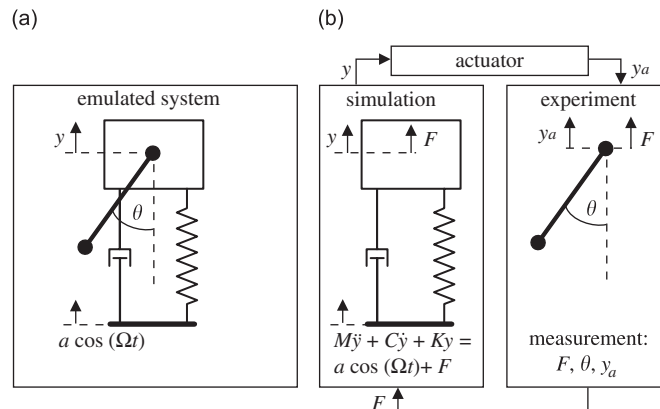 (a)
(b)
y
actuator
yₐ
emulated system
simulation
experiment
y
y
F
yₐ
F
θ
θ
a cos (Ωt)
Mÿ + Cẏ + Ky =
a cos (Ωt)+ F
measurement:
F, θ, yₐ
F